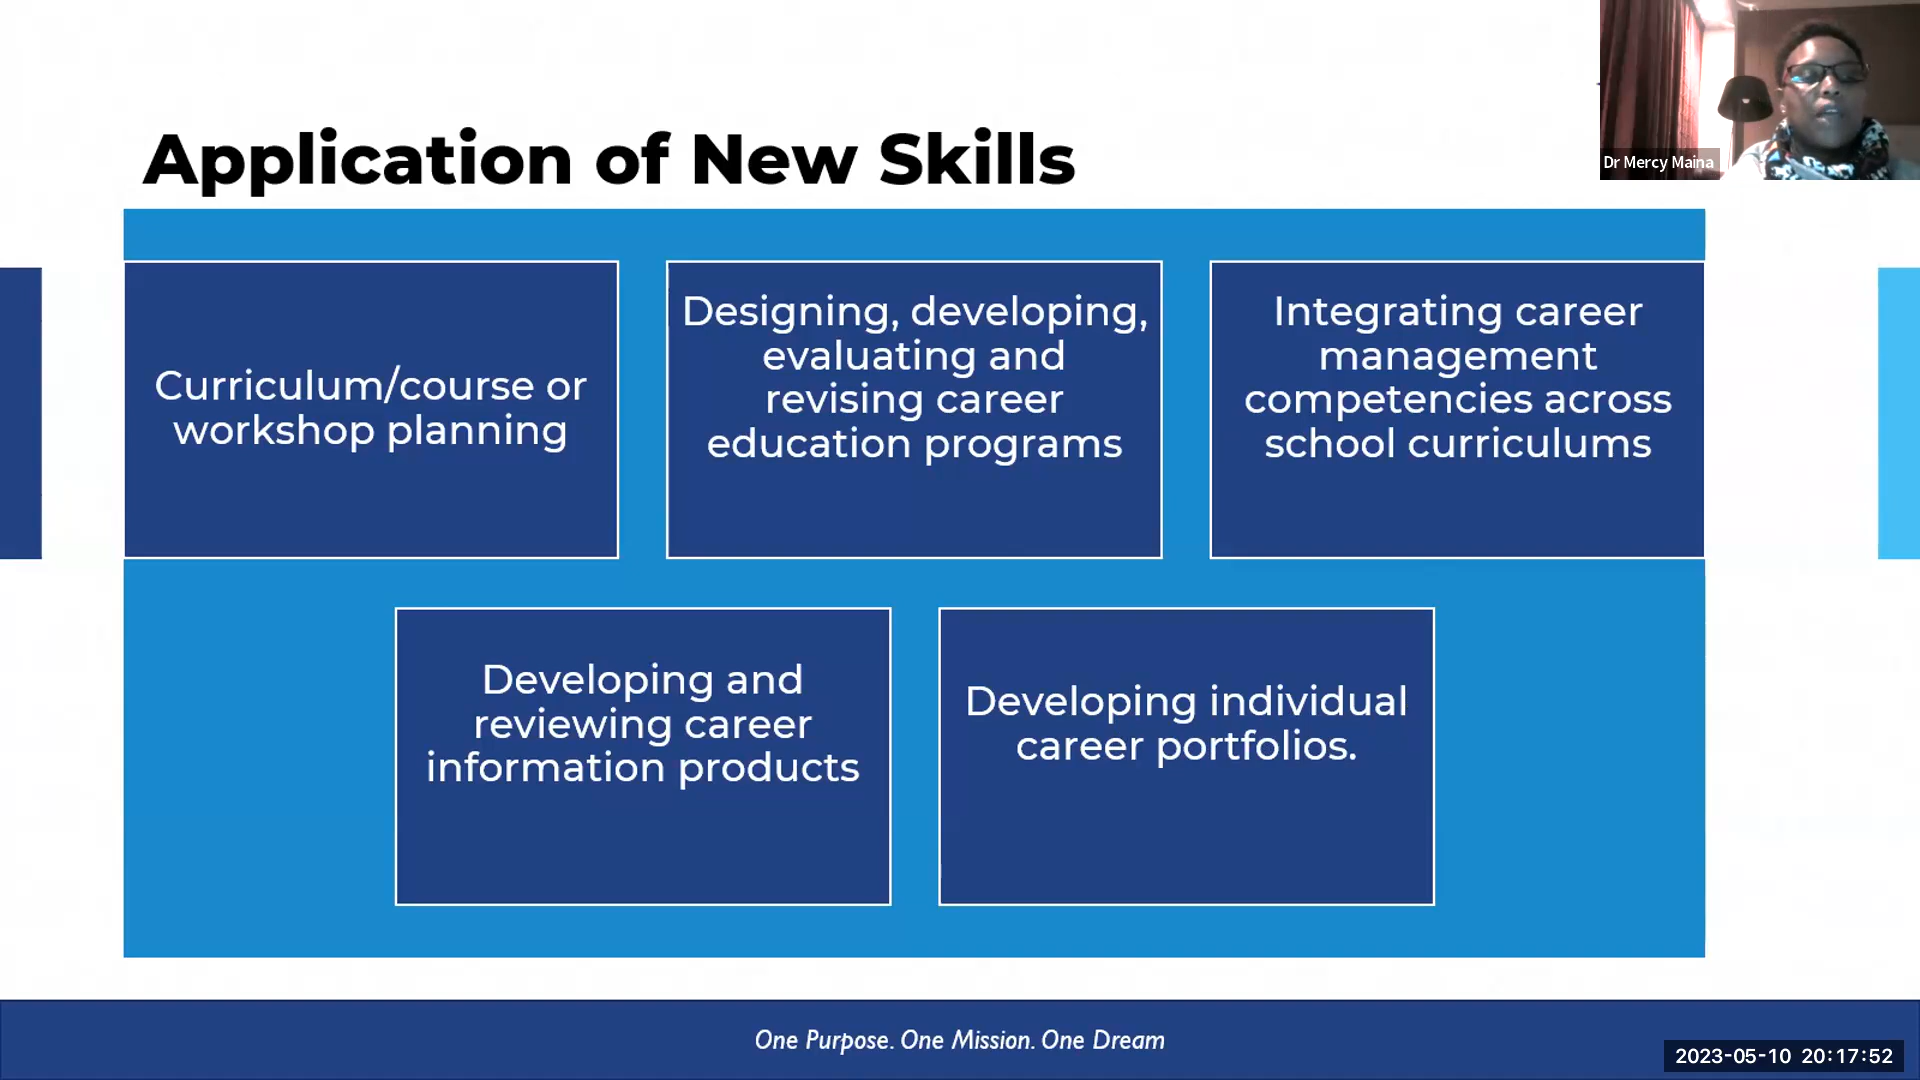 Dr Mercy Maina
Application of New Skills
Curriculum/course or
workshop planning
Designing, developing,
evaluating and
revising career
education programs
Integrating career
management
competencies across
school curriculums
Developing and
reviewing career
information products
Developing individual
career portfolios.
One Purpose. One Mission. One Dream
2023-05-10 20:17:52